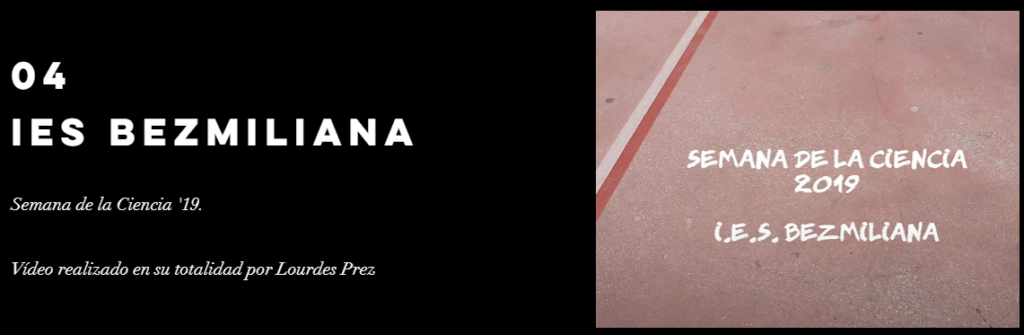 04
IES BEZMILIANA
Semana de la Ciencia '19.
Vídeo realizado en su totalidad por Lourdes Prez
SEMANA DE LA CIENCIA
2019
I.E.S. BEZMILIANA